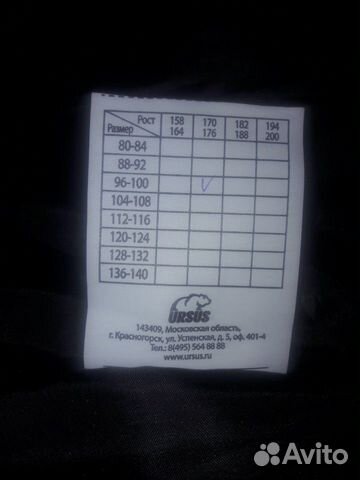 Рост
Размер
158 164
170 176
182 188
194 200
80-84
88-92
96-100
104-108
112-116
120-124
128-132
136-140
URSUS
143409, Московская область,
г. Красногорск, ул. Успенская, д. 5, оф. 401-4
Тел.: 8(495) 564 88 88
www.ursus.ru
Avito